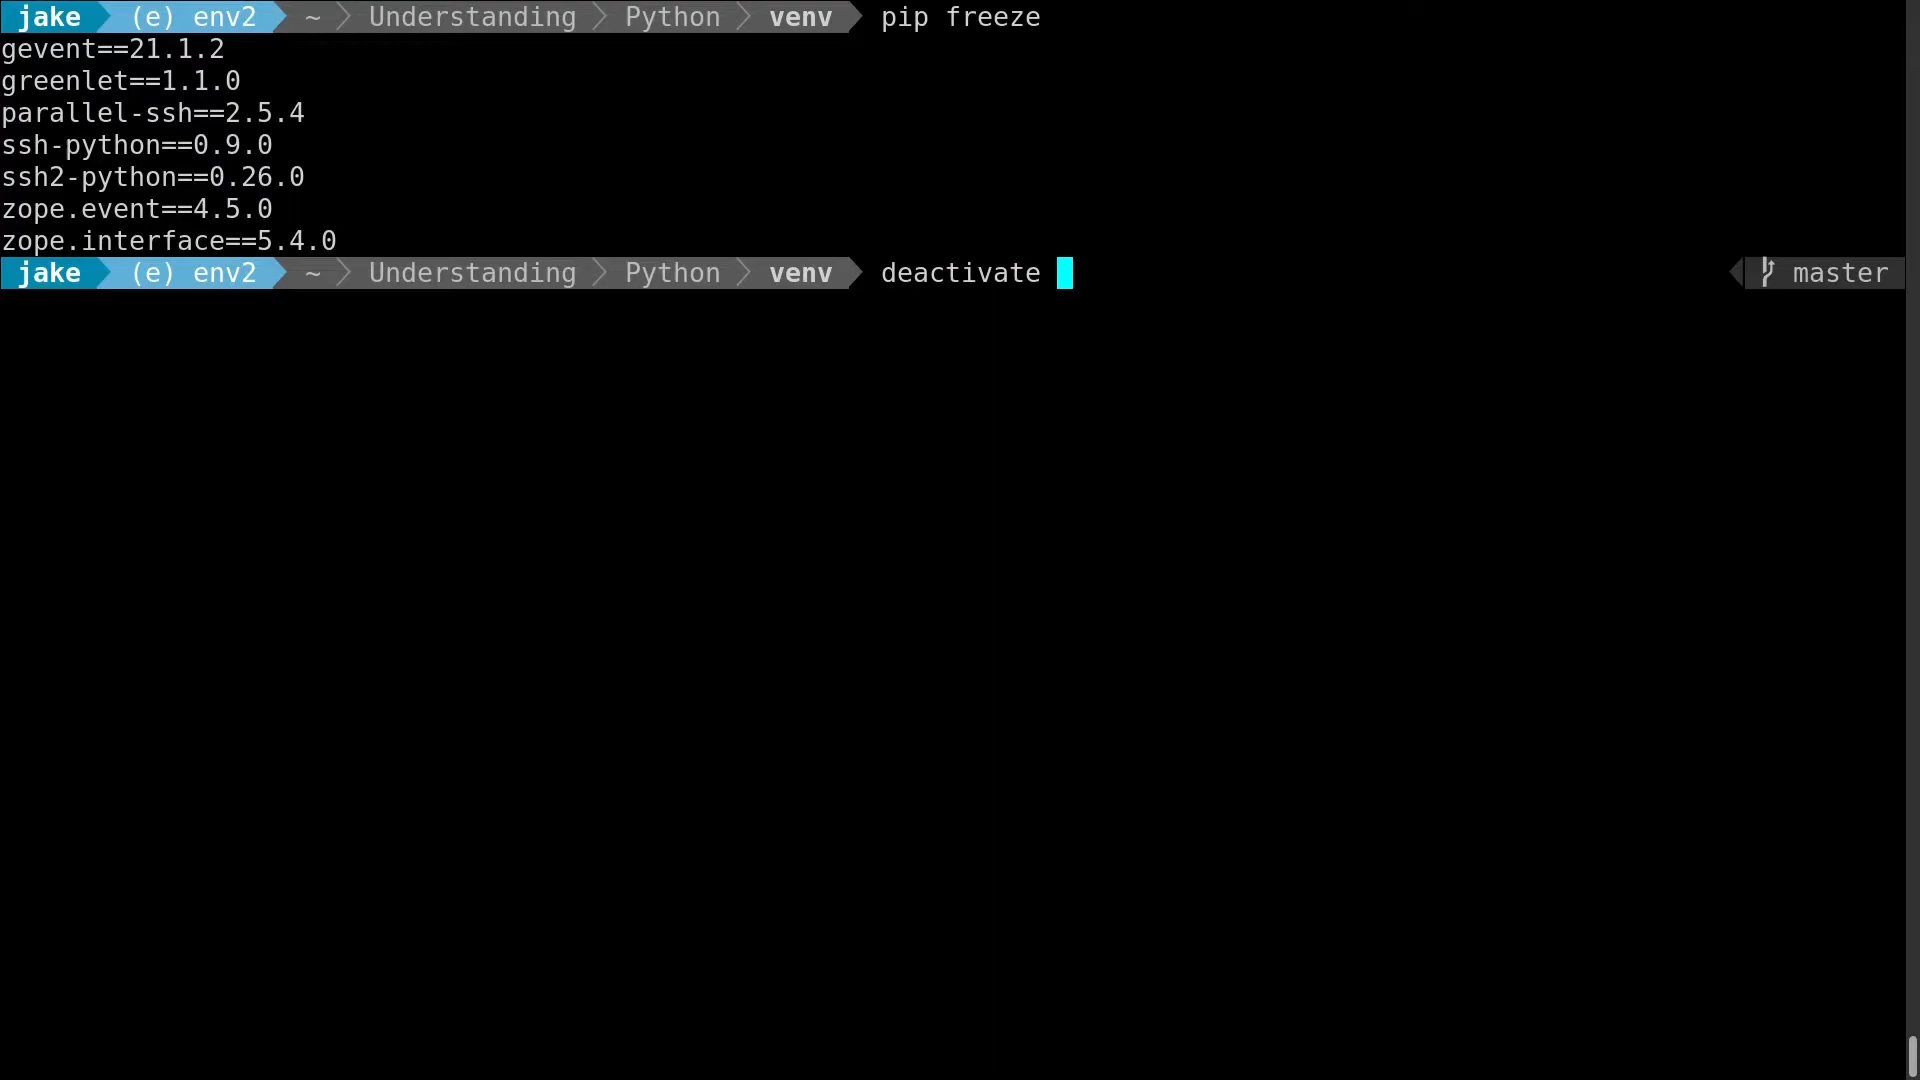 jake (e) env2 ~ Understanding Python venv pip freeze
gevent==21.1.2
greenlet==1.1.0
parallel-ssh==2.5.4
ssh-python==0.9.0
ssh2-python==0.26.0
zope.event==4.5.0
zope.interface==5.4.0
jake (e) env2 ~ Understanding Python venv deactivate master